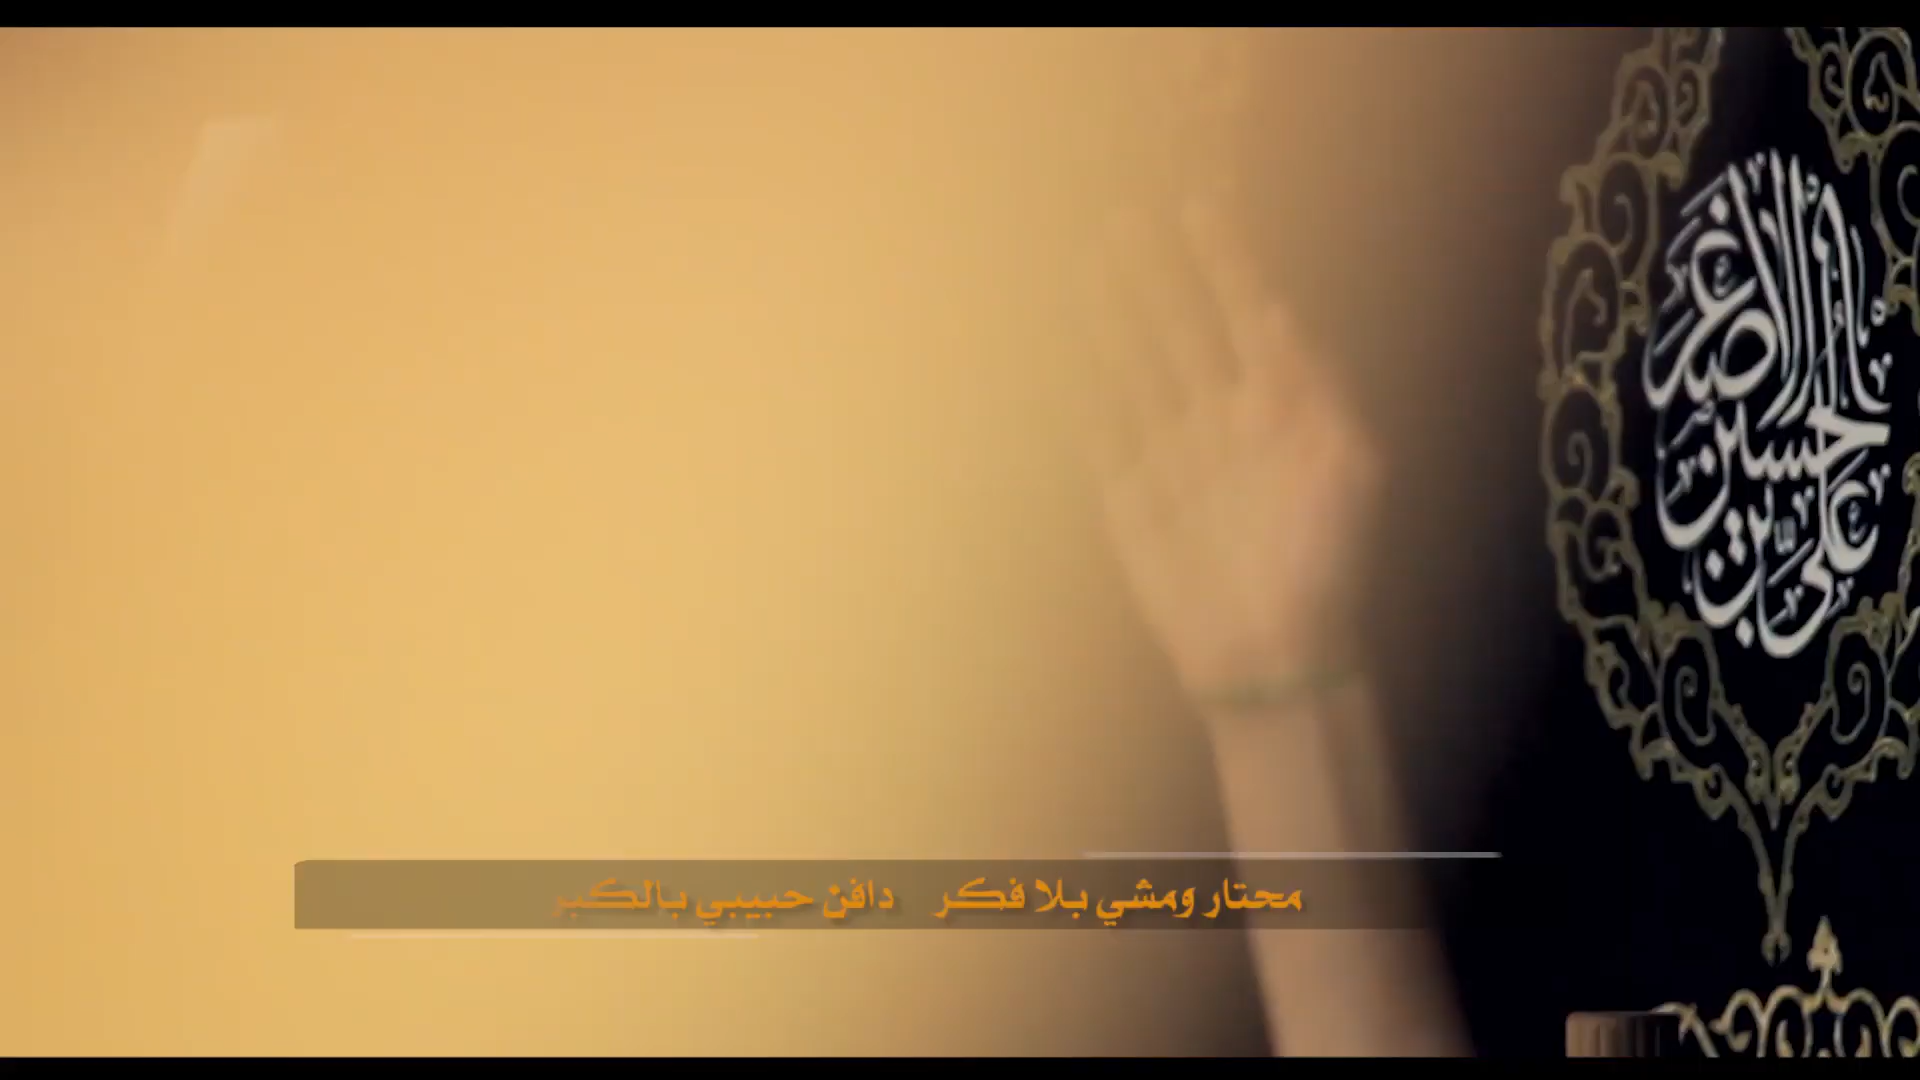 علي بن الحسين الأصغر
محتار ومشي بلا فكر دافن حبيبي بالكبر